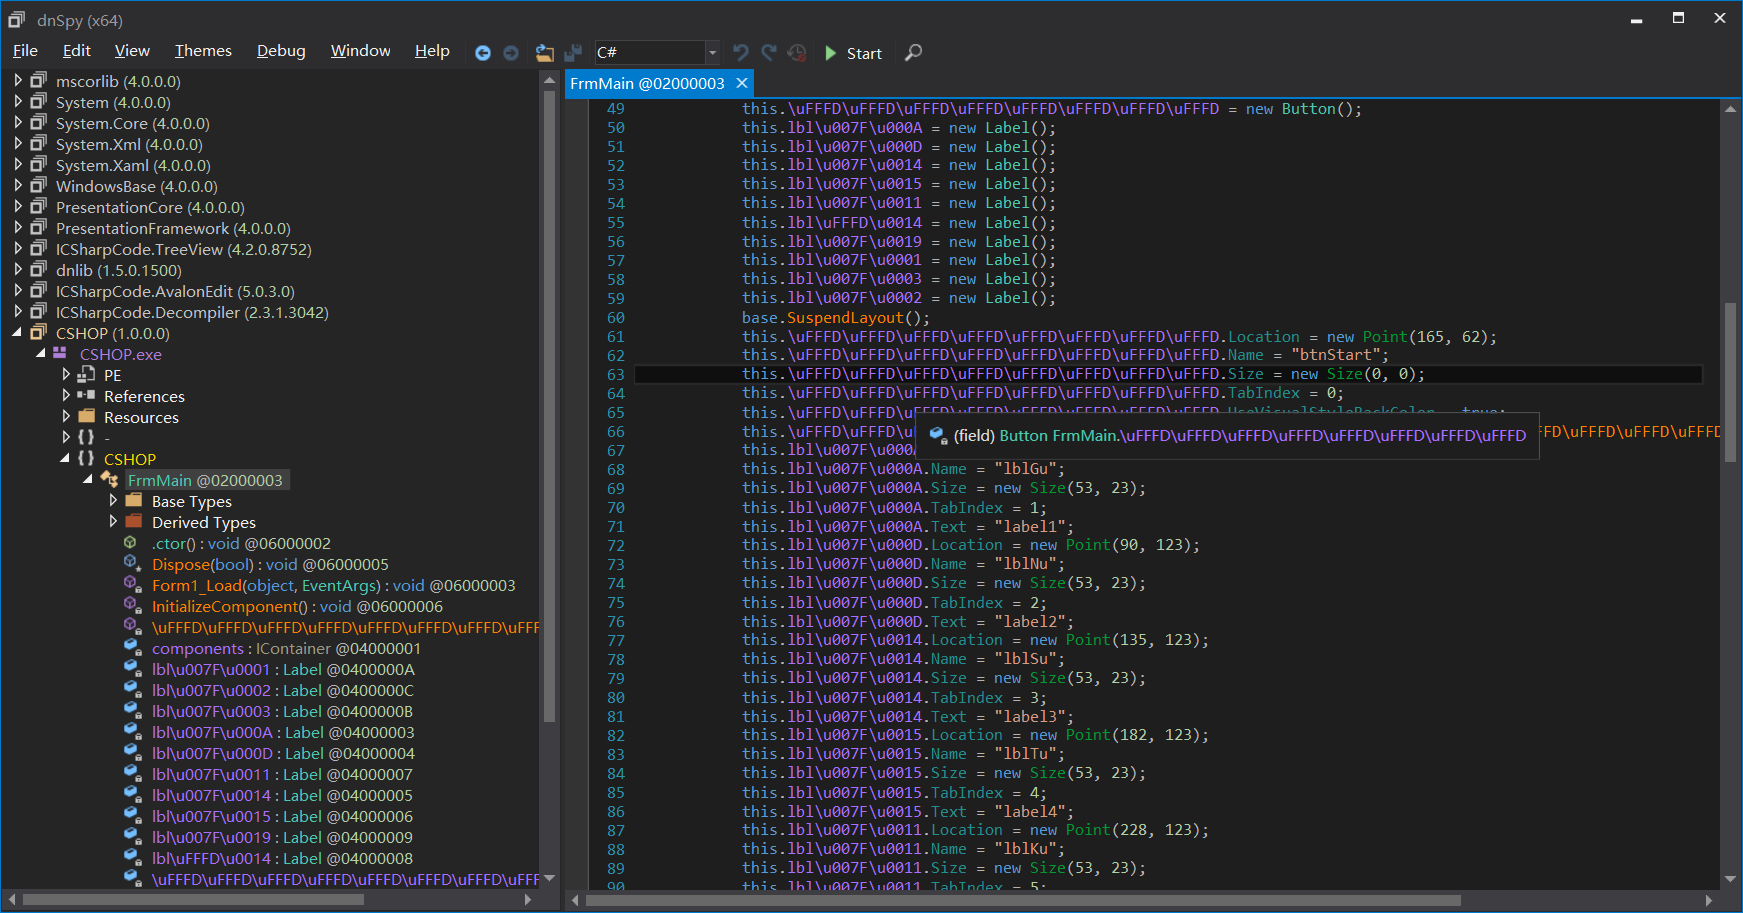 dnSpy (x64)
File Edit View Themes Debug Window Help C# Start
mscorlib (4.0.0.0)
System (4.0.0.0)
System.Core (4.0.0.0)
System.Xml (4.0.0.0)
System.Xaml (4.0.0.0)
WindowsBase (4.0.0.0)
PresentationCore (4.0.0.0)
PresentationFramework (4.0.0.0)
ICSharpCode.TreeView (4.2.0.8752)
dnlib (1.5.0.1500)
ICSharpCode.AvalonEdit (5.0.3.0)
ICSharpCode.Decompiler (2.3.1.3042)
CSHOP (1.0.0.0)
CSHOP.exe
PE
References
Resources
{ } -
{ } CSHOP
FrmMain @02000003
Base Types
Derived Types
.ctor() : void @06000002
Dispose(bool) : void @06000005
Form1_Load(object, EventArgs) : void @06000003
InitializeComponent() : void @06000006
\uFFFD\uFFFD\uFFFD\uFFFD\uFFFD\uFFFD\uFFFD\uFFF
components : IContainer @04000001
lbl\u007F\u0001 : Label @0400000A
lbl\u007F\u0002 : Label @0400000C
lbl\u007F\u0003 : Label @0400000B
lbl\u007F\u000A : Label @04000003
lbl\u007F\u000D : Label @04000004
lbl\u007F\u0011 : Label @04000007
lbl\u007F\u0014 : Label @04000005
lbl\u007F\u0015 : Label @04000006
lbl\u007F\u0019 : Label @04000009
lbl\uFFFD\u0014 : Label @04000008
\uFFFD\uFFFD\uFFFD\uFFFD\uFFFD\uFFFD\uFFFD\uFFF
FrmMain @02000003
49 this.\uFFFD\uFFFD\uFFFD\uFFFD\uFFFD\uFFFD\uFFFD\uFFFD = new Button();
50 this.lbl\u007F\u000A = new Label();
51 this.lbl\u007F\u000D = new Label();
52 this.lbl\u007F\u0014 = new Label();
53 this.lbl\u007F\u0015 = new Label();
54 this.lbl\u007F\u0011 = new Label();
55 this.lbl\uFFFD\u0014 = new Label();
56 this.lbl\u007F\u0019 = new Label();
57 this.lbl\u007F\u0001 = new Label();
58 this.lbl\u007F\u0003 = new Label();
59 this.lbl\u007F\u0002 = new Label();
60 base.SuspendLayout();
61 this.\uFFFD\uFFFD\uFFFD\uFFFD\uFFFD\uFFFD\uFFFD\uFFFD.Location = new Point(165, 62);
62 this.\uFFFD\uFFFD\uFFFD\uFFFD\uFFFD\uFFFD\uFFFD\uFFFD.Name = "btnStart";
63 this.\uFFFD\uFFFD\uFFFD\uFFFD\uFFFD\uFFFD\uFFFD\uFFFD.Size = new Size(0, 0);
64 this.\uFFFD\uFFFD\uFFFD\uFFFD\uFFFD\uFFFD\uFFFD\uFFFD.TabIndex = 0;
65 this.\uFFFD\uFFFD\uFFFD\uFFFD\uFFFD\uFFFD\uFFFD\uFFFD.UseVisualStyleBackColor = true;
66 this.\uFFFD\uFFFD\uF FD\uFFFD\uFFFD\uFFFD
(field) Button FrmMain.\uFFFD\uFFFD\uFFFD\uFFFD\uFFFD\uFFFD\uFFFD\uFFFD
67 this.lbl\u007F\u000A
68 this.lbl\u007F\u000A.Name = "lblGu";
69 this.lbl\u007F\u000A.Size = new Size(53, 23);
70 this.lbl\u007F\u000A.TabIndex = 1;
71 this.lbl\u007F\u000A.Text = "label1";
72 this.lbl\u007F\u000D.Location = new Point(90, 123);
73 this.lbl\u007F\u000D.Name = "lblNu";
74 this.lbl\u007F\u000D.Size = new Size(53, 23);
75 this.lbl\u007F\u000D.TabIndex = 2;
76 this.lbl\u007F\u000D.Text = "label2";
77 this.lbl\u007F\u0014.Location = new Point(135, 123);
78 this.lbl\u007F\u0014.Name = "lblSu";
79 this.lbl\u007F\u0014.Size = new Size(53, 23);
80 this.lbl\u007F\u0014.TabIndex = 3;
81 this.lbl\u007F\u0014.Text = "label3";
82 this.lbl\u007F\u0015.Location = new Point(182, 123);
83 this.lbl\u007F\u0015.Name = "lblTu";
84 this.lbl\u007F\u0015.Size = new Size(53, 23);
85 this.lbl\u007F\u0015.TabIndex = 4;
86 this.lbl\u007F\u0015.Text = "label4";
87 this.lbl\u007F\u0011.Location = new Point(228, 123);
88 this.lbl\u007F\u0011.Name = "lblKu";
89 this.lbl\u007F\u0011.Size = new Size(53, 23);
90 this.lbl\u007F\u0011.TabIndex = 5;